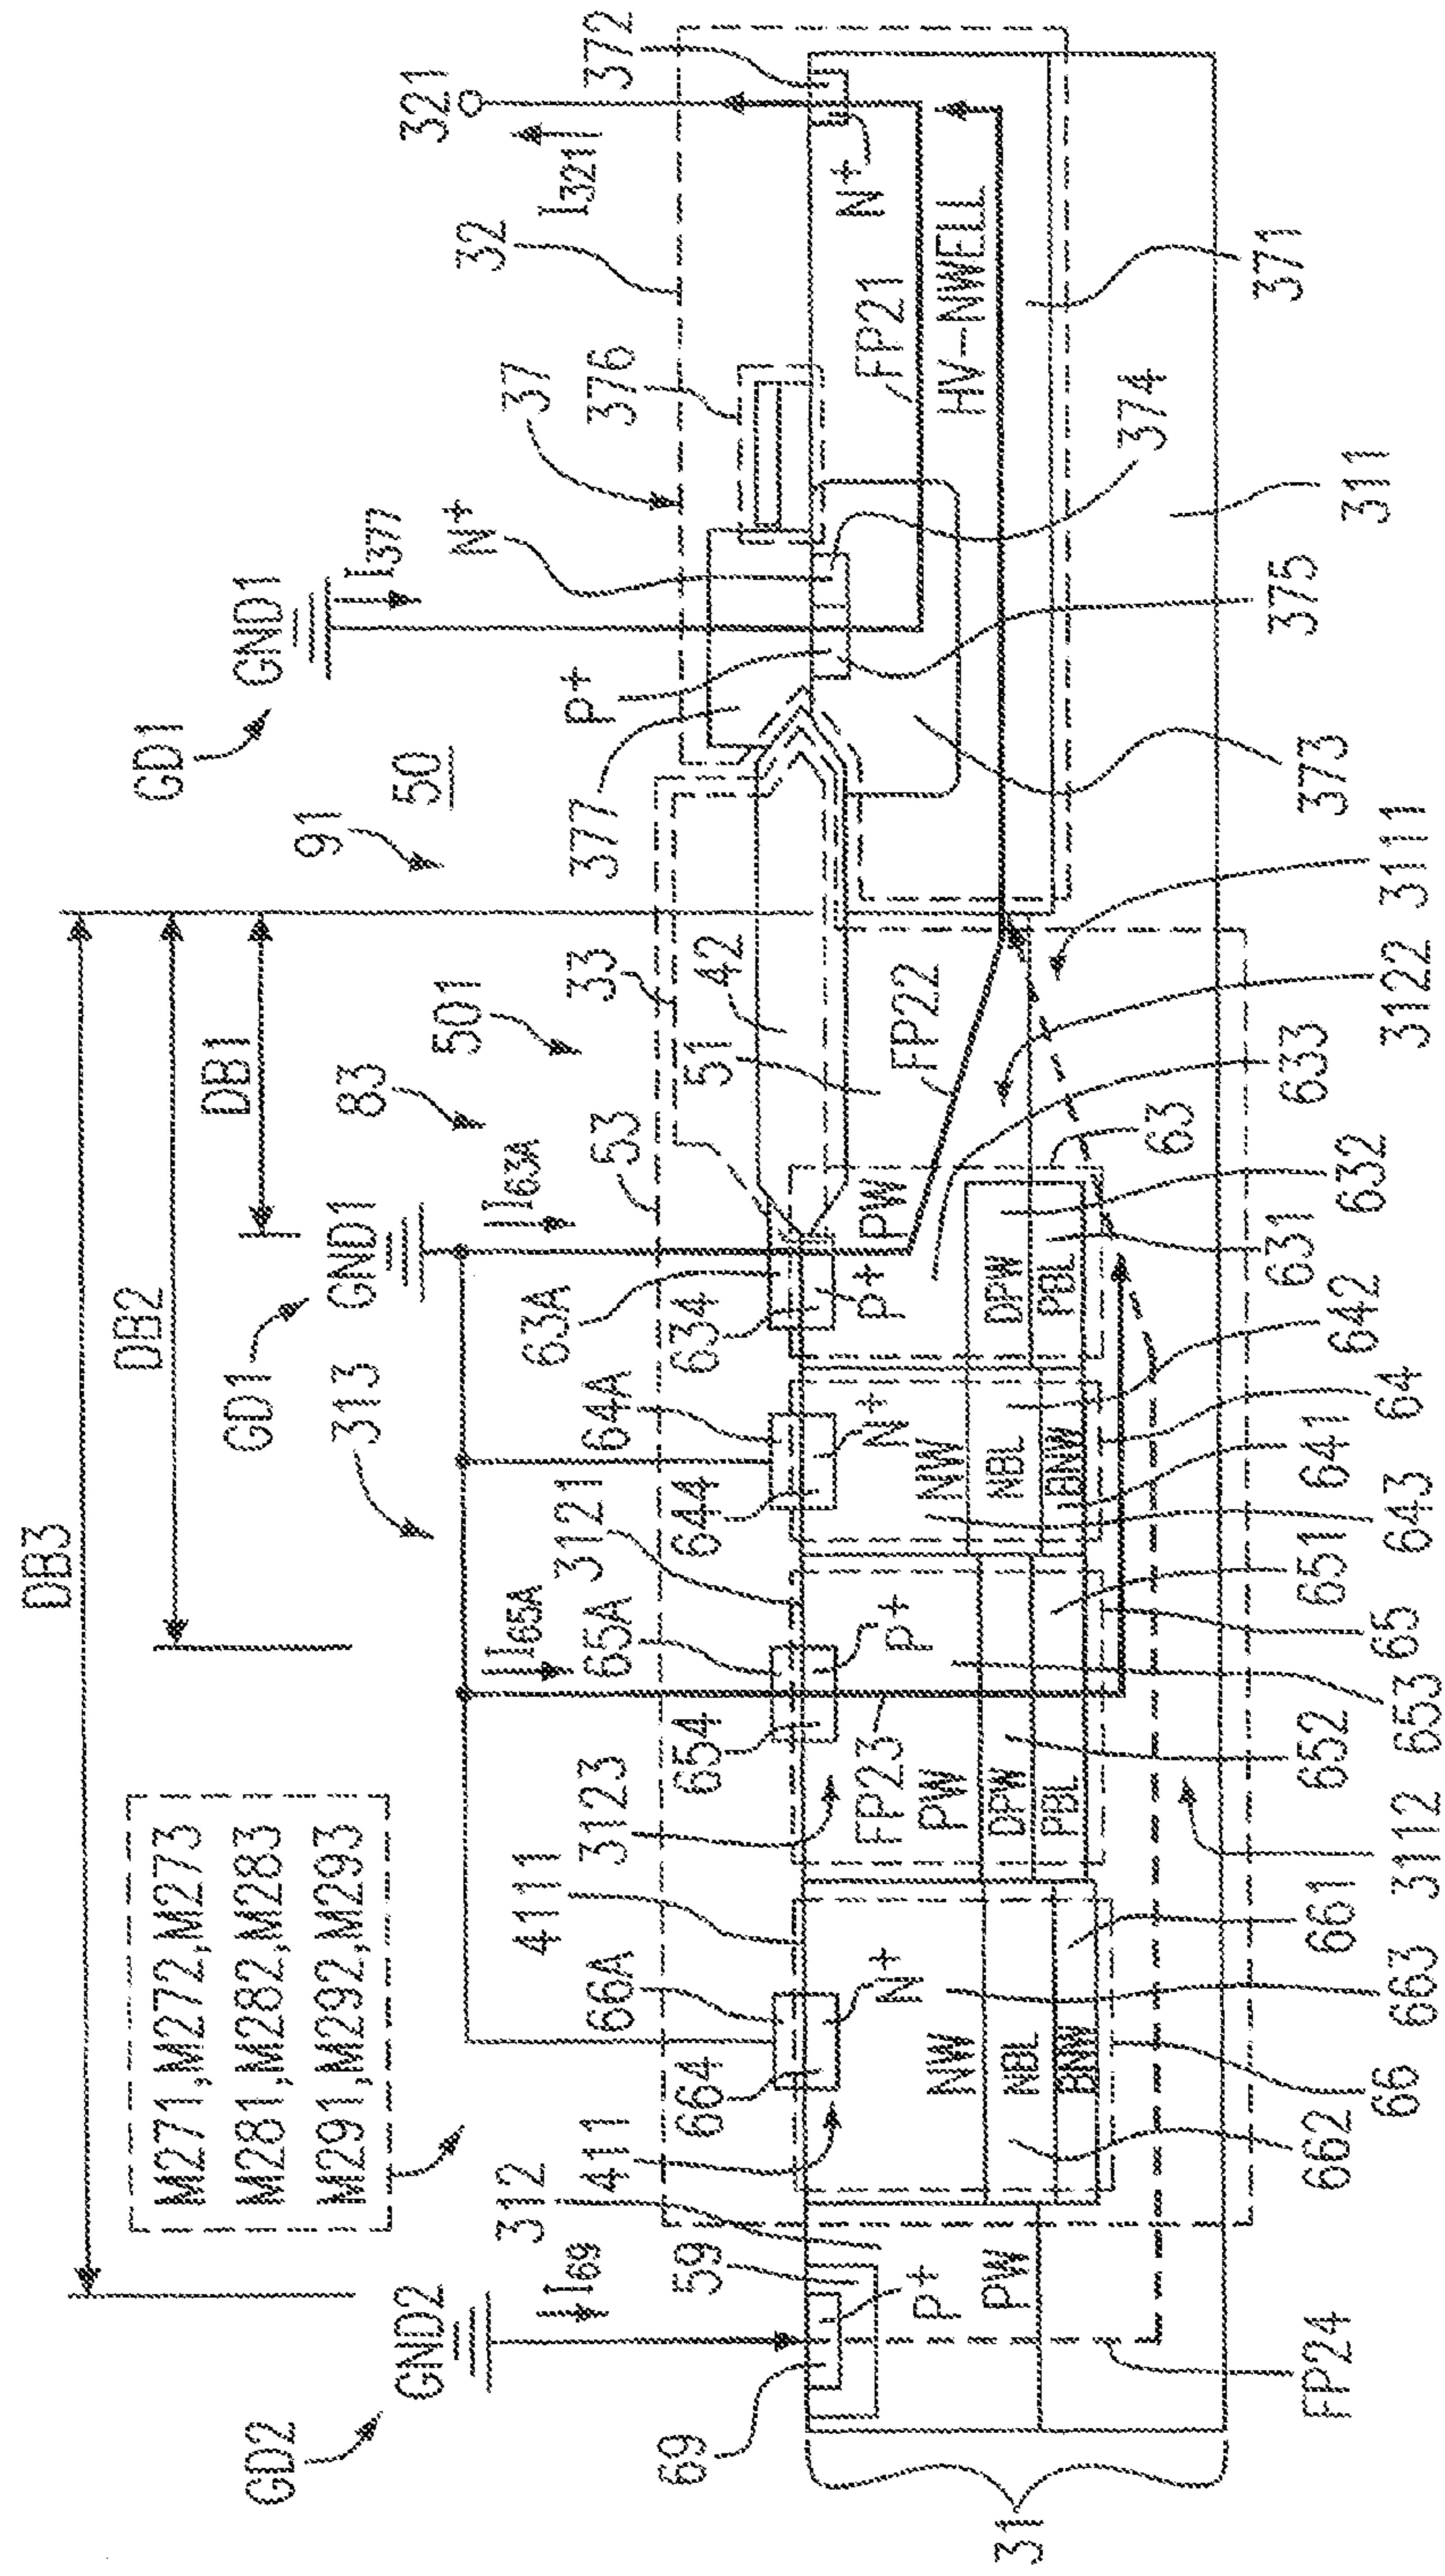 DB3
DB2
DB1
M271,M272,M273
M281,M282,M283
M291,M292,M293
GD2
GND2
I69
GD1
GND1
313
I65A
I63A
83
501
91
50
GD1
GND1
I377
N+
P+
37
376
32
321
I321
372
69
59
312
411
664
66A
4111
3123
654
65A
3121
644
64A
634
63A
53
33
51
42
377
P+
PW
N+
NW
NBL
BNW
FP23
PW
DPW
PBL
P+
N+
NW
NBL
BNW
P+
PW
DPW
PBL
FP22
FP21
HV-NWELL
N+
31
FP24
662
66
663
661
3112
652
653
65
651
643
641
64
642
631
632
63
633
3122
3111
373
375
374
311
371